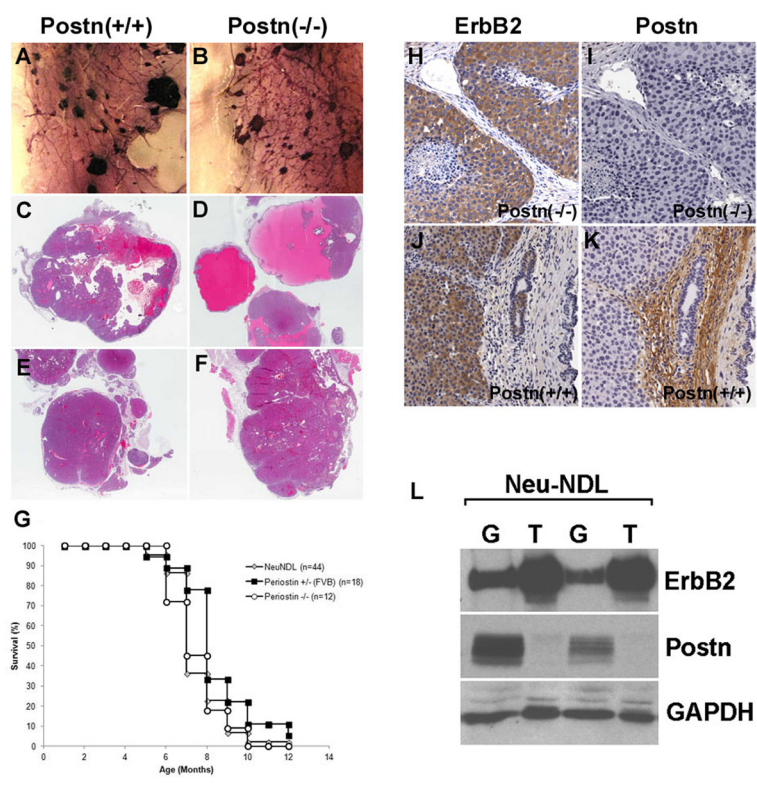 Postn(+/+)
Postn(-/-)
A
B
C
D
E
F
ErbB2
Postn
H
I
Postn(-/-)
Postn(-/-)
J
K
Postn(+/+)
Postn(+/+)
G
100
90
80
70
60
50
40
30
20
10
0
Survival (%)
0 2 4 6 8 10 12 14
Age (Months)
NeuNDL (n=44)
Periostin +/- (FVB) (n=18)
Periostin -/- (n=12)
L
Neu-NDL
G T G T
ErbB2
Postn
GAPDH